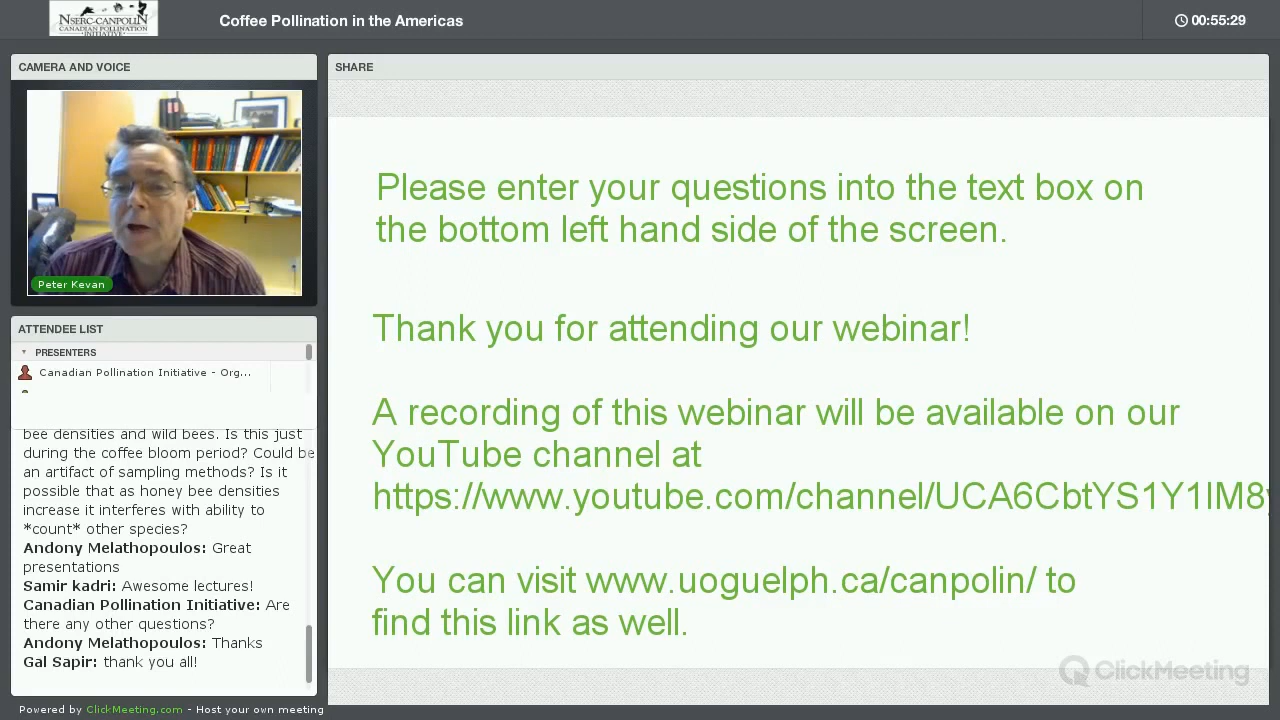 NSERC-CANPOLIN
CANADIAN POLLINATION
INITIATIVE
Coffee Pollination in the Americas
00:55:29
CAMERA AND VOICE
Peter Kevan
ATTENDEE LIST
PRESENTERS
Canadian Pollination Initiative - Org...
bee densities and wild bees. Is this just
during the coffee bloom period? Could be
an artifact of sampling methods? Is it
possible that as honey bee densities
increase it interferes with ability to
*count* other species?
Andony Melathopoulos: Great
presentations
Samir kadri: Awesome lectures!
Canadian Pollination Initiative: Are
there any other questions?
Andony Melathopoulos: Thanks
Gal Sapir: thank you all!
Powered by ClickMeeting.com - Host your own meeting
SHARE
Please enter your questions into the text box on
the bottom left hand side of the screen.
Thank you for attending our webinar!
A recording of this webinar will be available on our
YouTube channel at
https://www.youtube.com/channel/UCA6CbtYS1Y1IM8y
You can visit www.uoguelph.ca/canpolin/ to
find this link as well.
ClickMeeting